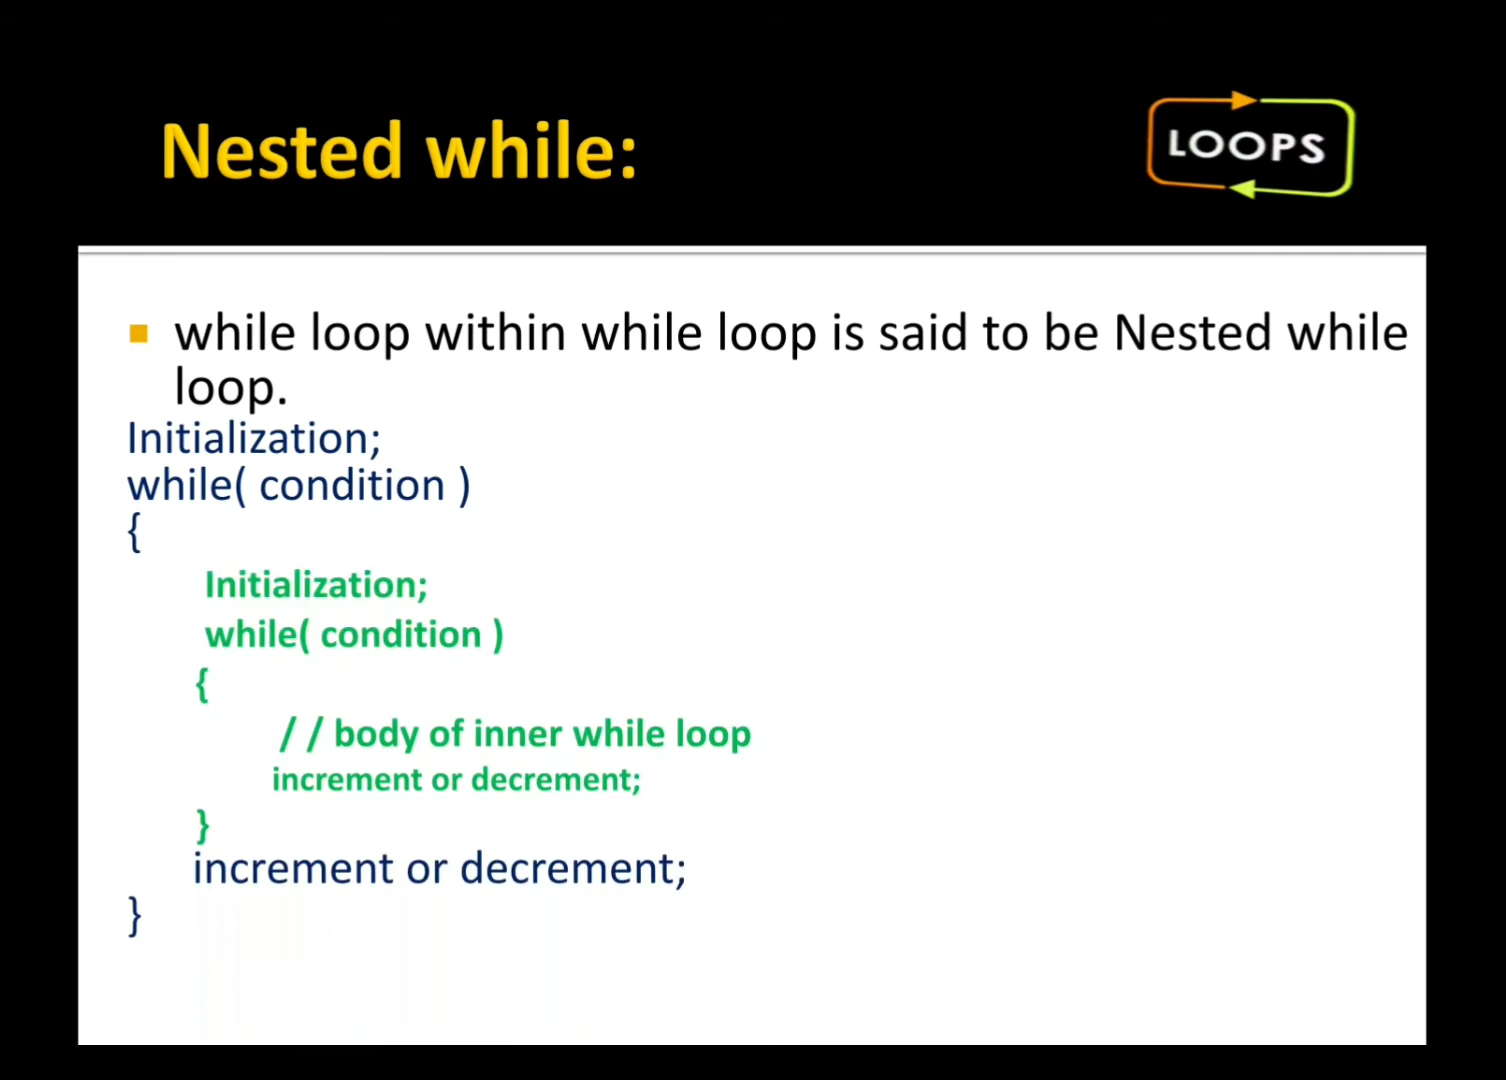 Nested while:
LOOPS
while loop within while loop is said to be Nested while
loop.
Initialization;
while( condition )
{
Initialization;
while( condition )
{
/ / body of inner while loop
increment or decrement;
}
increment or decrement;
}